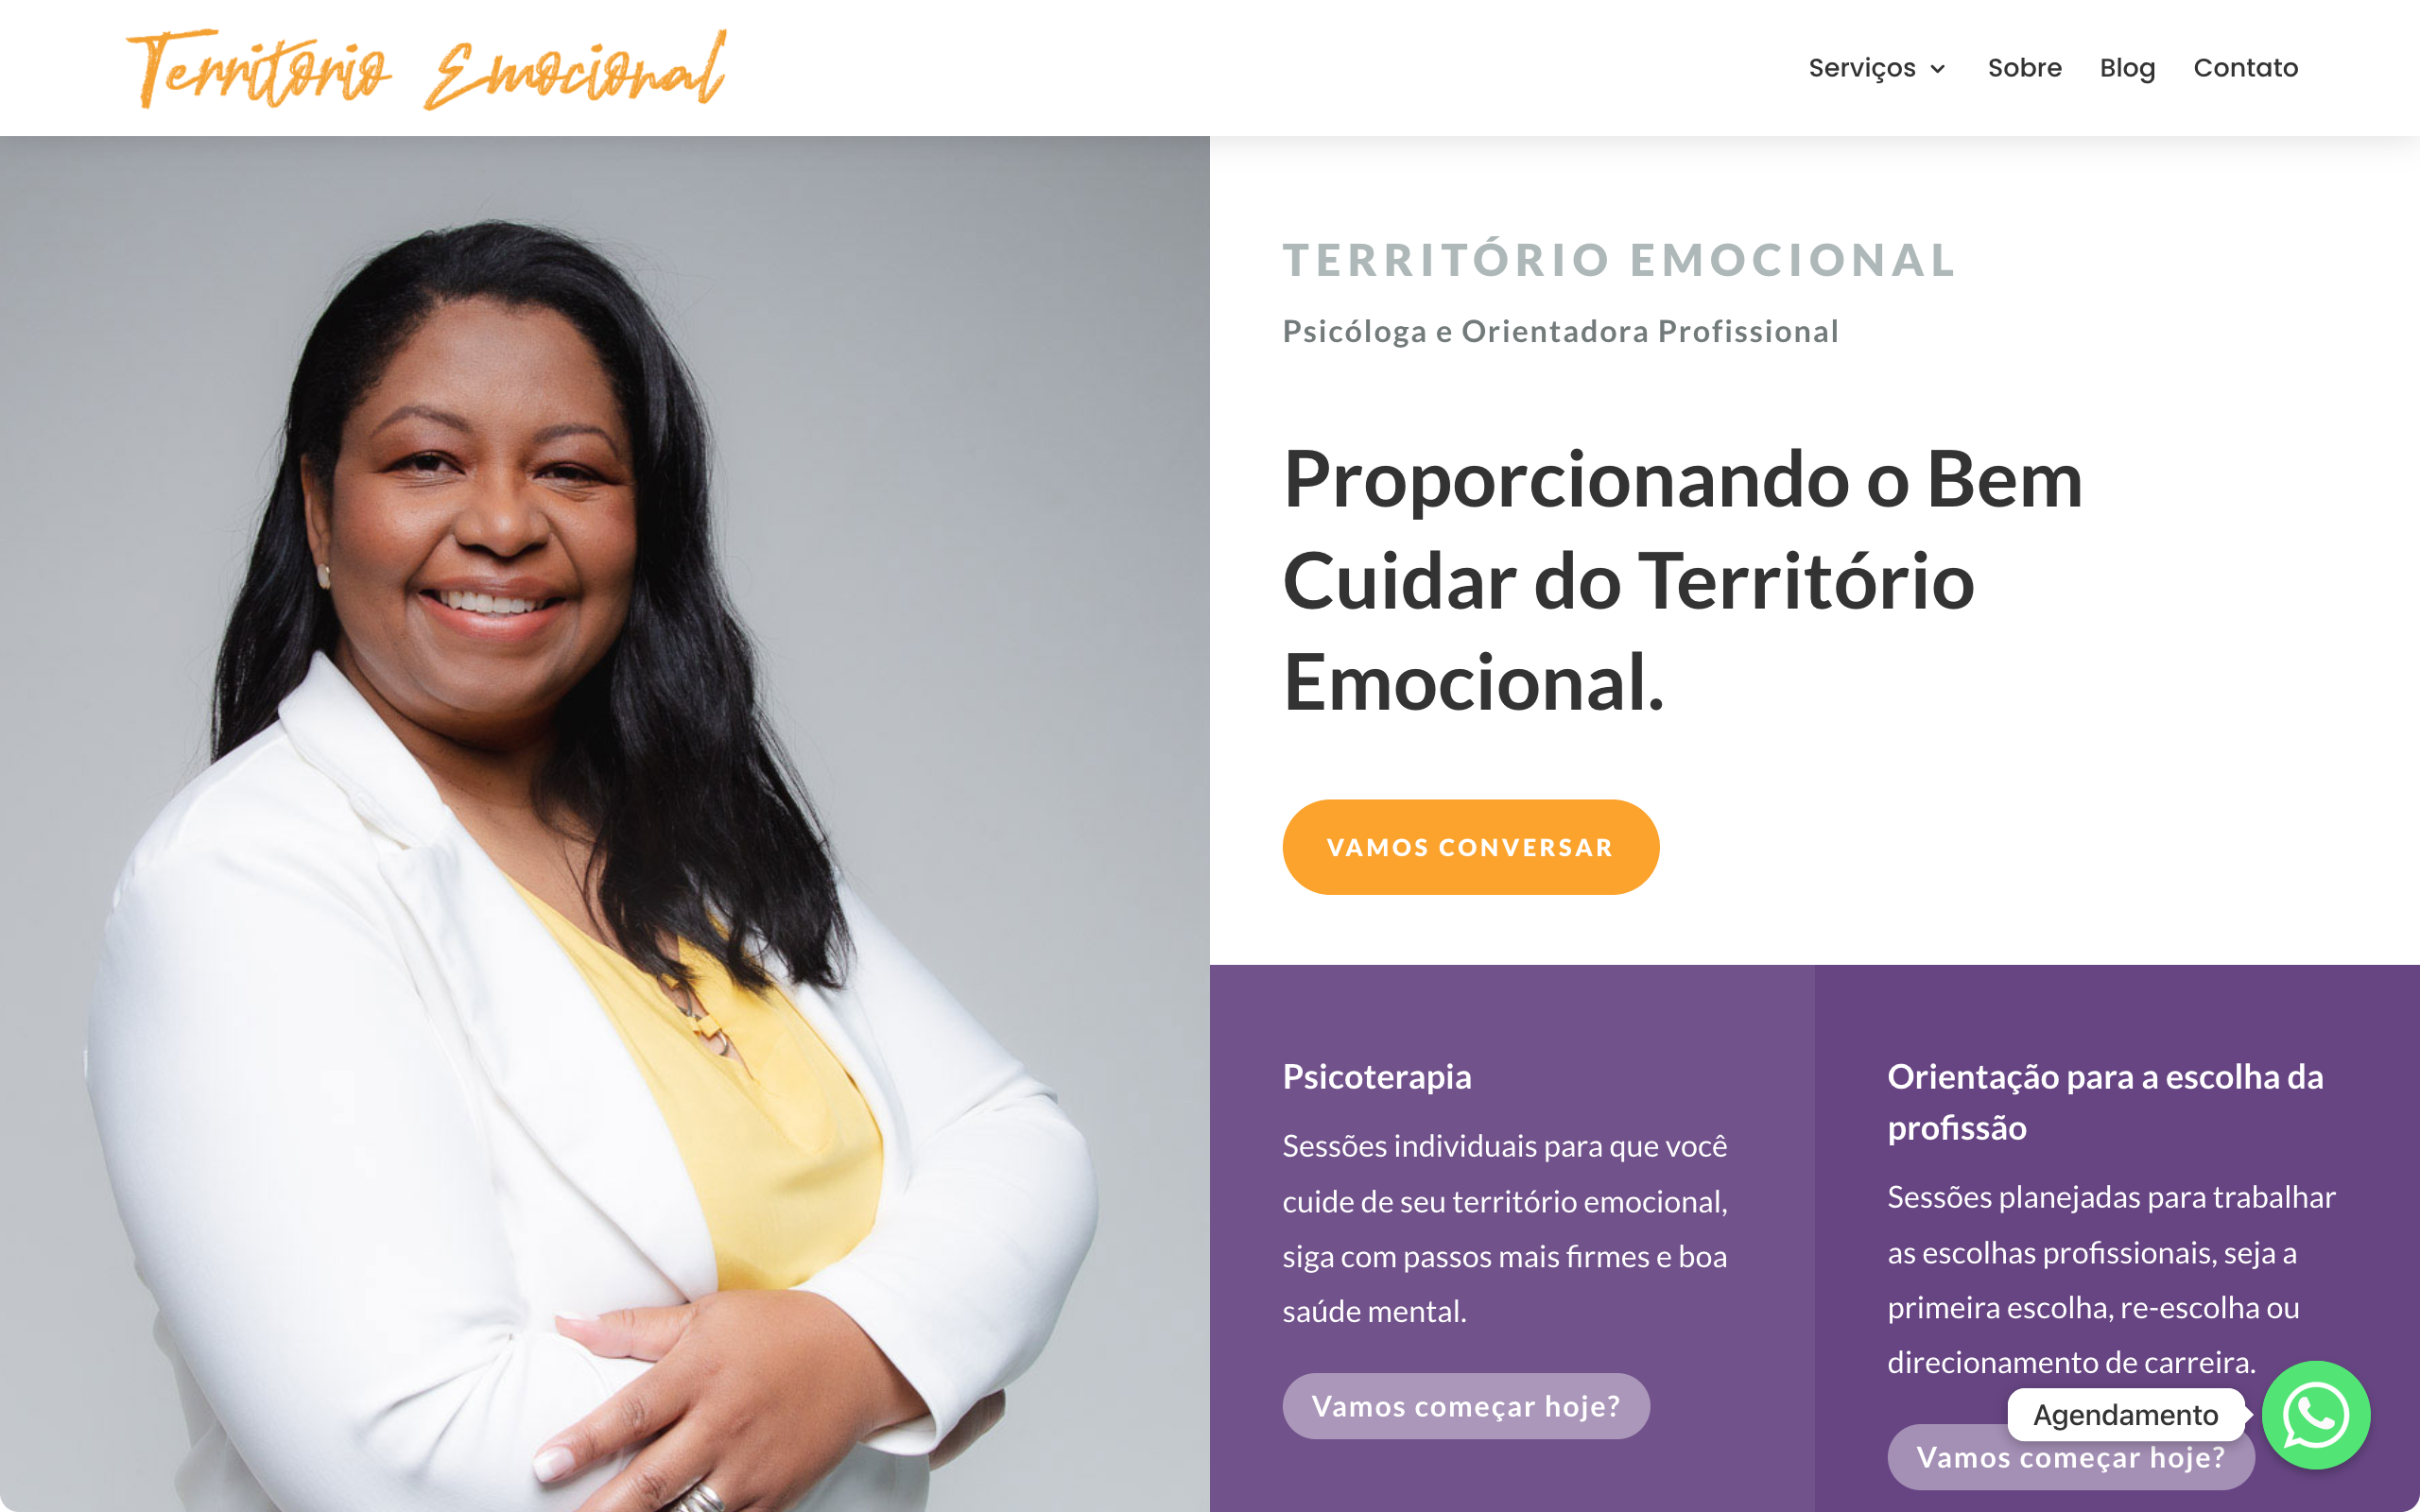 Territorio Emocional
Serviços
Sobre
Blog
Contato
TERRITÓRIO EMOCIONAL
Psicóloga e Orientadora Profissional
Proporcionando o Bem
Cuidar do Território
Emocional.
VAMOS CONVERSAR
Psicoterapia
Sessões individuais para que você
cuide de seu território emocional,
siga com passos mais firmes e boa
saúde mental.
Vamos começar hoje?
Orientação para a escolha da
profissão
Sessões planejadas para trabalhar
as escolhas profissionais, seja a
primeira escolha, re-escolha ou
direcionamento de carreira.
Agendamento
Vamos começar hoje?